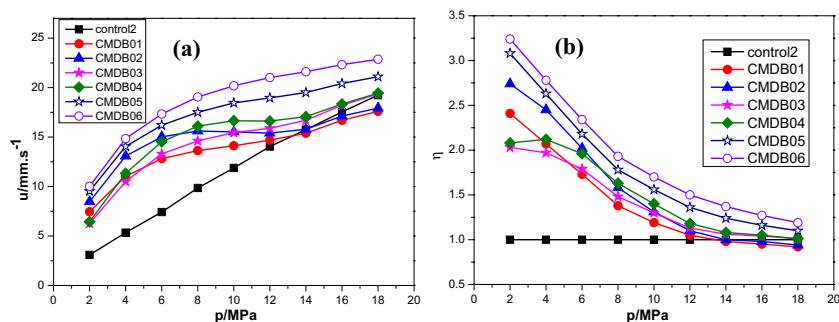 (a)
u/mm.s-1
30
25
20
15
10
5
0
control2
CMDB01
CMDB02
CMDB03
CMDB04
CMDB05
CMDB06
0 2 4 6 8 10 12 14 16 18 20
p/MPa
(b)
η
3.5
3.0
2.5
2.0
1.5
1.0
0.5
control2
CMDB01
CMDB02
CMDB03
CMDB04
CMDB05
CMDB06
0 2 4 6 8 10 12 14 16 18 20
p/MPa